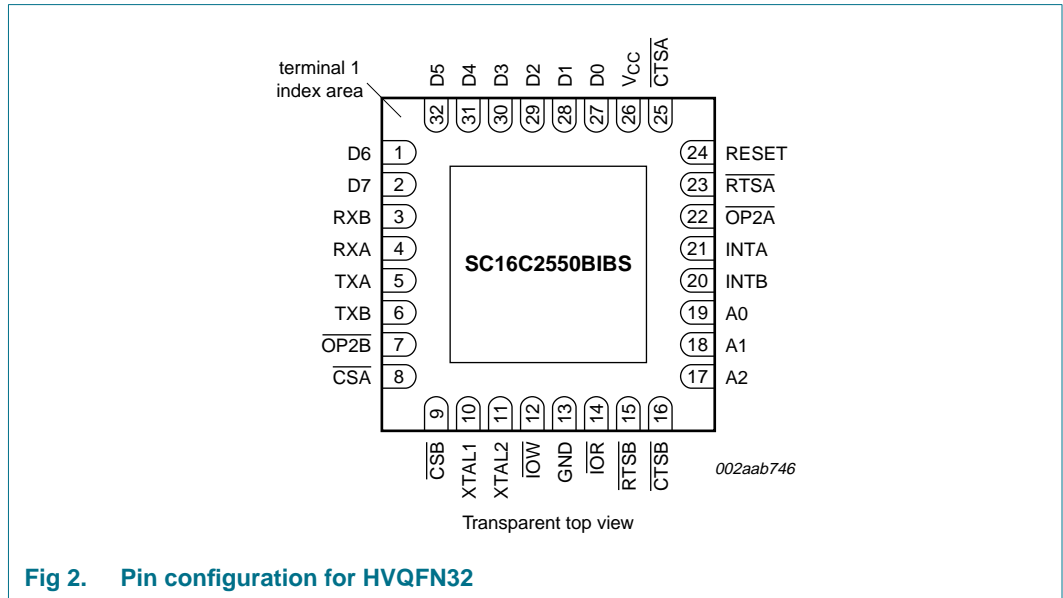 terminal 1
index area
D5
D4
D3
D2
D1
D0
VCC
CTSA
32
31
30
29
28
27
26
25
D6 1
D7 2
RXB 3
RXA 4
TXA 5
TXB 6
OP2B 7
CSA 8
SC16C2550BIBS
24 RESET
23 RTSA
22 OP2A
21 INTA
20 INTB
19 A0
18 A1
17 A2
9
10
11
12
13
14
15
16
CSB
XTAL1
XTAL2
IOW
GND
IOR
RTSB
CTSB
002aab746
Transparent top view
Fig 2. Pin configuration for HVQFN32